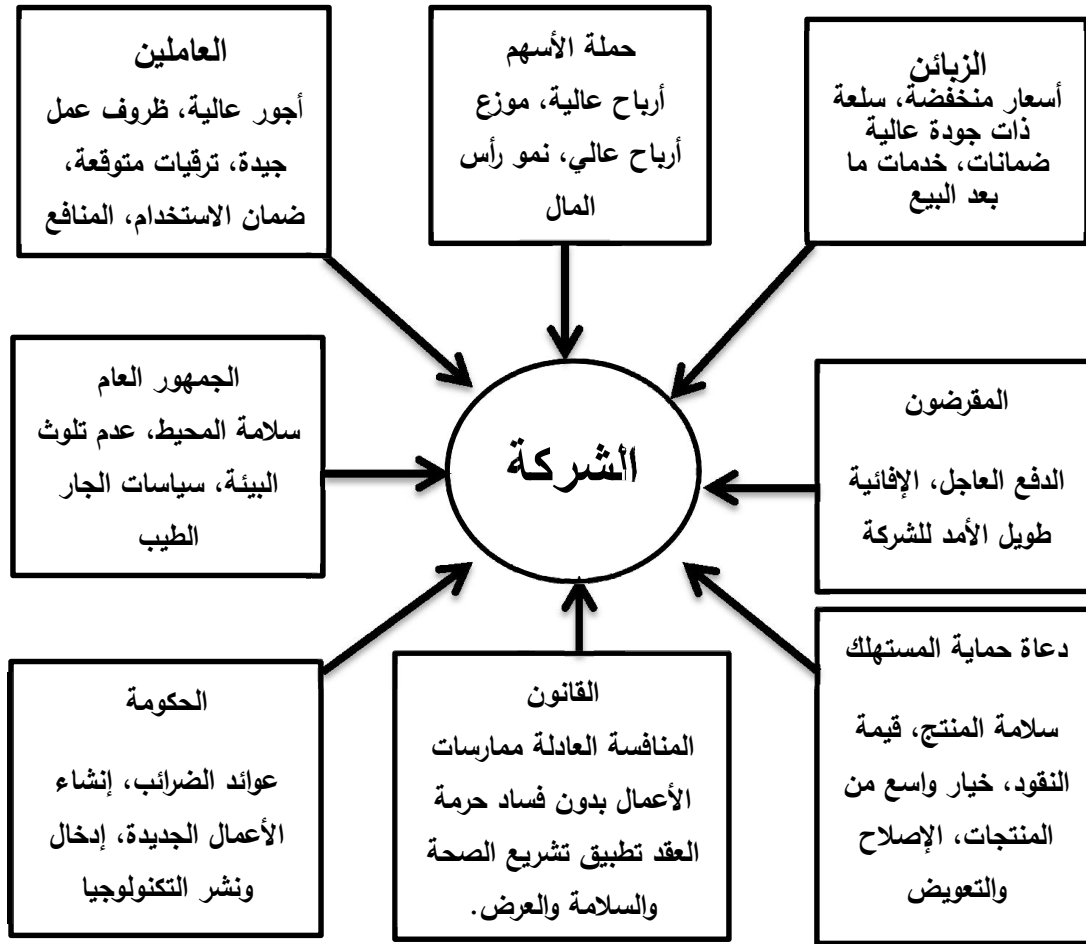 الزبائن
أسعار منخفضة، سلعة
ذات جودة عالية
ضمانات، خدمات ما
بعد البيع
حملة الأسهم
أرباح عالية، موزع
أرباح عالي، نمو رأس
المال
العاملين
أجور عالية، ظروف عمل
جيدة، ترقيات متوقعة،
ضمان الاستخدام، المنافع
المقرضون
الدفع العاجل، الإفائية
طويل الأمد للشركة
الشركة
الجمهور العام
سلامة المحيط، عدم تلوث
البيئة، سياسات الجار
الطيب
دعاة حماية المستهلك
سلامة المنتج، قيمة
النقود، خيار واسع من
المنتجات، الإصلاح
والتعويض
القانون
المنافسة العادلة ممارسات
الأعمال بدون فساد حرمة
العقد تطبيق تشريع الصحة
والسلامة والعرض.
الحكومة
عوائد الضرائب، إنشاء
الأعمال الجديدة، إدخال
ونشر التكنولوجيا